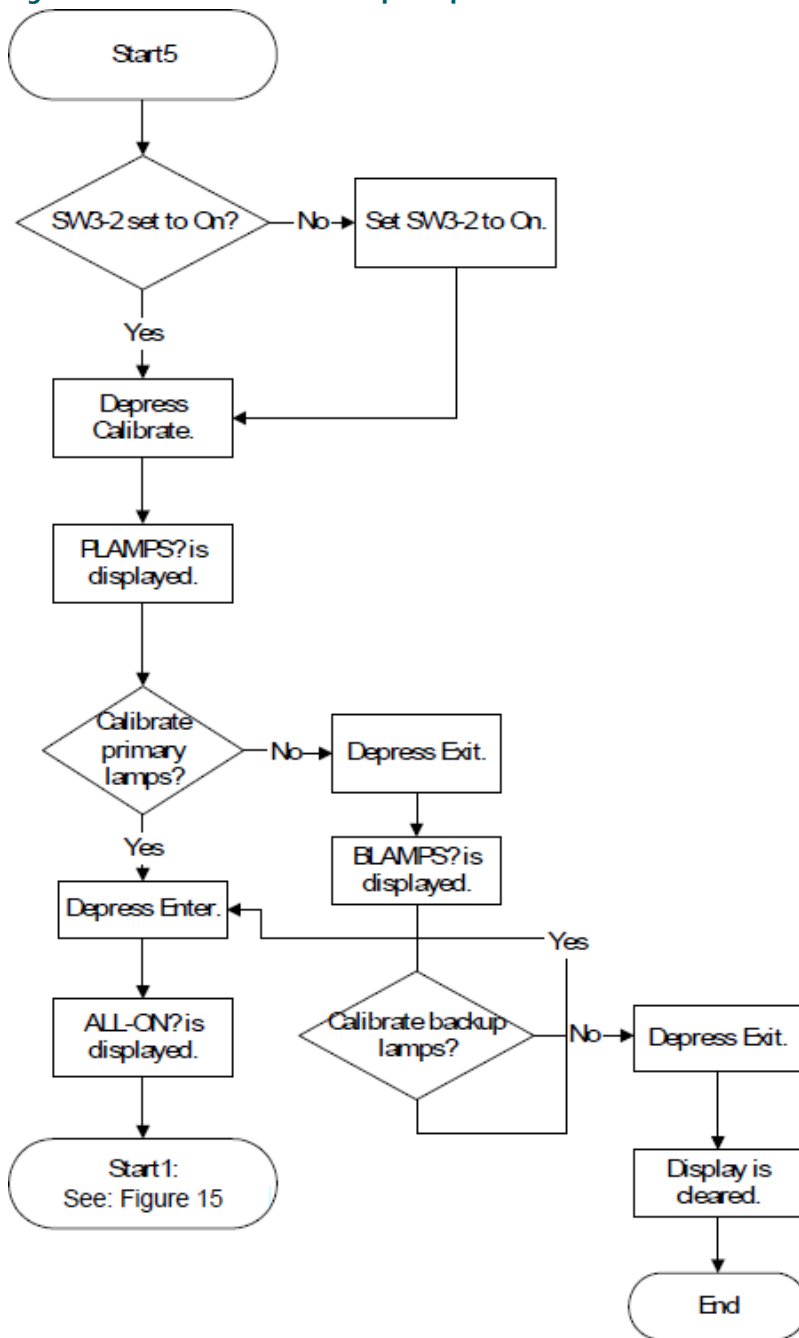 Start5
SW3-2 set to On?
No
Set SW3-2 to On.
Yes
Depress
Calibrate.
PLAMPS? is
displayed.
Calibrate
primary
lamps?
No
Depress Exit.
Yes
BLAMPS? is
displayed.
Depress Enter.
Yes
ALL-ON? is
displayed.
Calibrate backup
lamps?
No
Depress Exit.
Start1:
See: Figure 15
Display is
cleared.
End